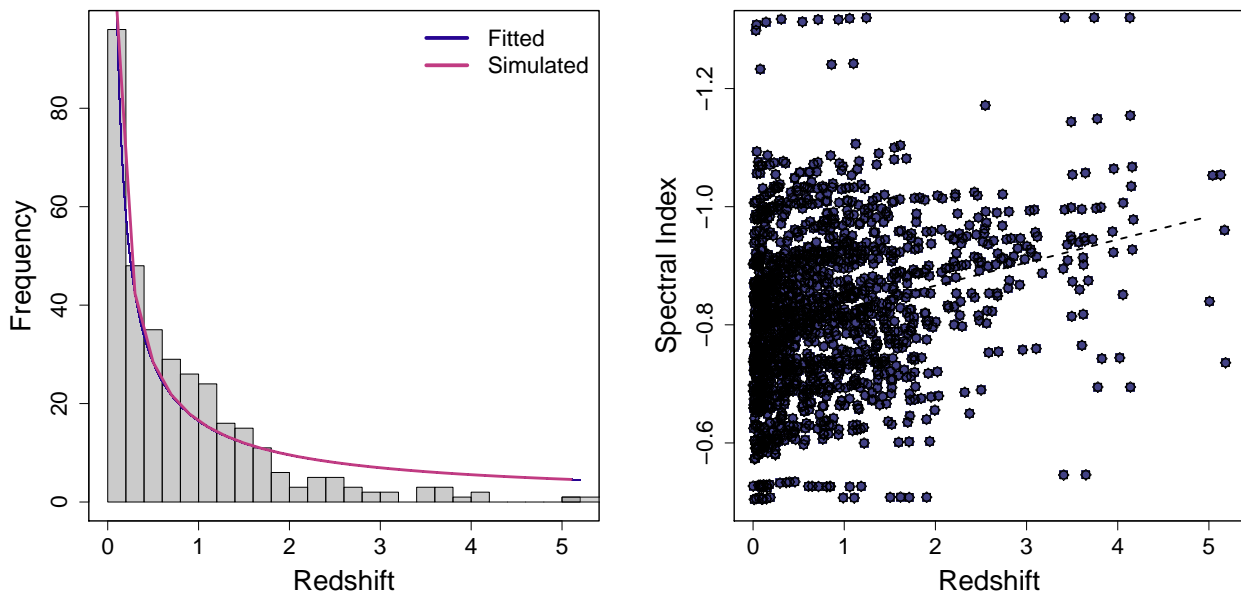 Fitted
Simulated
Frequency
0 20 40 60 80
0 1 2 3 4 5
Redshift
Spectral Index
−0.6 −0.8 −1.0 −1.2
0 1 2 3 4 5
Redshift